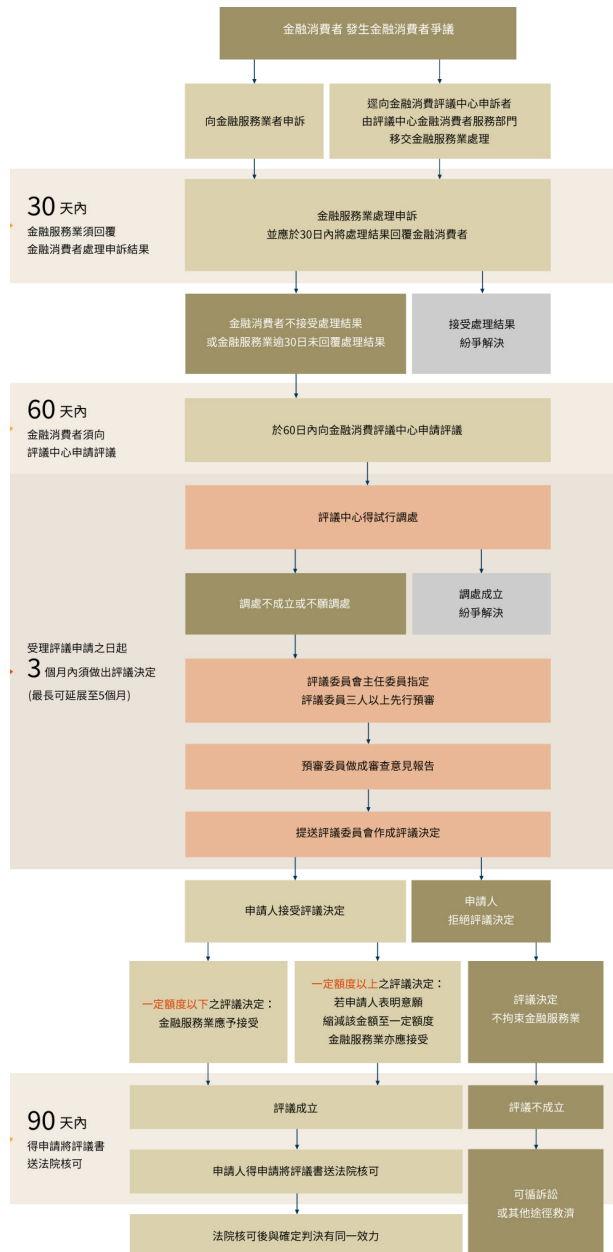 金融消費者 發生金融消費者爭議
向金融服務業者申訴
逕向金融消費評議中心申訴者
由評議中心金融消費者服務部門
移交金融服務業處理
30 天內
金融服務業須回覆
金融消費者處理申訴結果
金融服務業處理申訴
並應於30日內將處理結果回覆金融消費者
金融消費者不接受處理結果
或金融服務業逾30日未回覆處理結果
接受處理結果
紛爭解決
60 天內
金融消費者須向
評議中心申請評議
於60日內向金融消費評議中心申請評議
評議中心得試行調處
調處不成立或不願調處
調處成立
紛爭解決
受理評議申請之日起
3 個月內須做出評議決定
(最長可延展至5個月)
評議委員會主任委員指定
評議委員三人以上先行預審
預審委員做成審查意見報告
提送評議委員會作成評議決定
申請人接受評議決定
申請人
拒絕評議決定
一定額度以下之評議決定：
金融服務業應予接受
一定額度以上之評議決定：
若申請人表明意願
縮減該金額至一定額度
金融服務業亦應接受
評議決定
不拘束金融服務業
90 天內
得申請將評議書
送法院核可
評議成立
評議不成立
申請人得申請將評議書送法院核可
可循訴訟
或其他途徑救濟
法院核可後與確定判決有同一效力